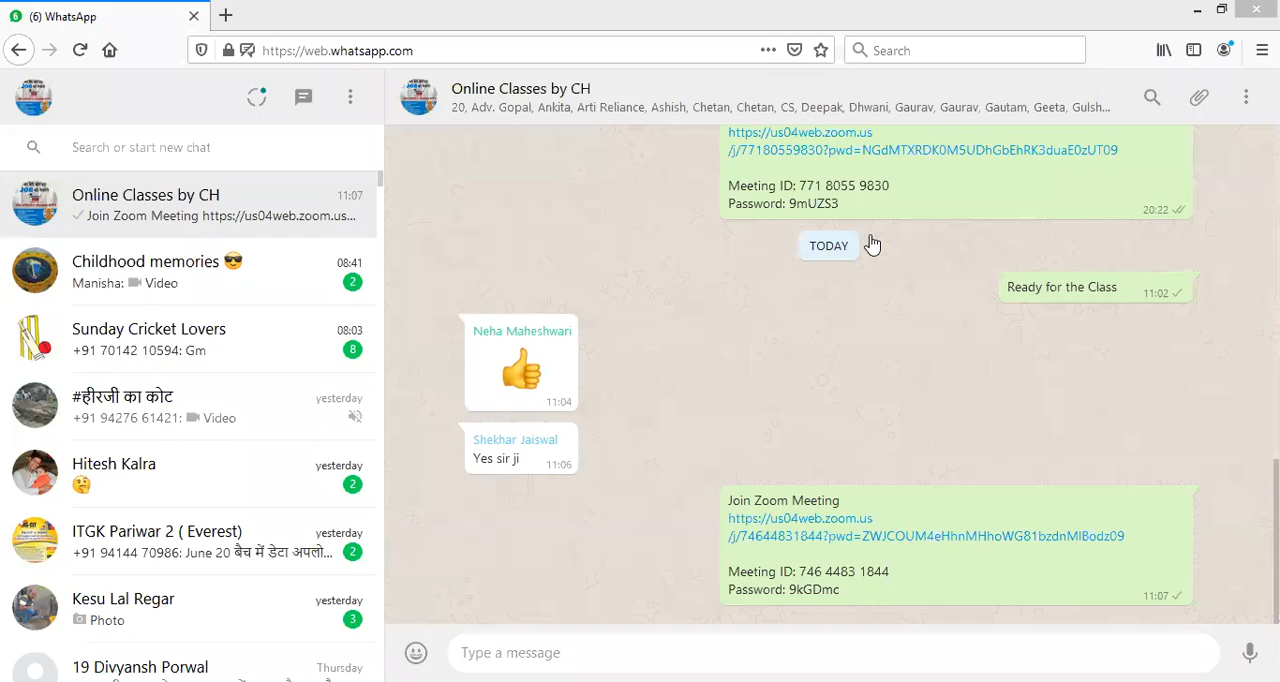 (6) WhatsApp
https://web.whatsapp.com
Search
Search or start new chat
Online Classes by CH
11:07
Join Zoom Meeting https://us04web.zoom.us...
Childhood memories 😎
08:41
Manisha: Video
2
Sunday Cricket Lovers
08:03
+91 70142 10594: Gm
8
#हीरजी का कोट
yesterday
+91 94276 61421: Video
Hitesh Kalra
yesterday
🤔
2
ITGK Pariwar 2 ( Everest)
yesterday
+91 94144 70986: June 20 बैच में डेटा अपलो...
2
Kesu Lal Regar
yesterday
Photo
3
19 Divyansh Porwal
Thursday
Online Classes by CH
20, Adv. Gopal, Ankita, Arti Reliance, Ashish, Chetan, Chetan, CS, Deepak, Dhwani, Gaurav, Gaurav, Gautam, Geeta, Gulsh...
https://us04web.zoom.us
/j/77180559830?pwd=NGdMTXRDK0M5UDhGbEhRK3duaE0zUT09
Meeting ID: 771 8055 9830
Password: 9mUZS3
20:22
TODAY
Ready for the Class
11:02
Neha Maheshwari
👍
11:04
Shekhar Jaiswal
Yes sir ji
11:06
Join Zoom Meeting
https://us04web.zoom.us
/j/74644831844?pwd=ZWJCOUM4eHhnMHhoWG81bzdnMlBodz09
Meeting ID: 746 4483 1844
Password: 9kGDmc
11:07
Type a message